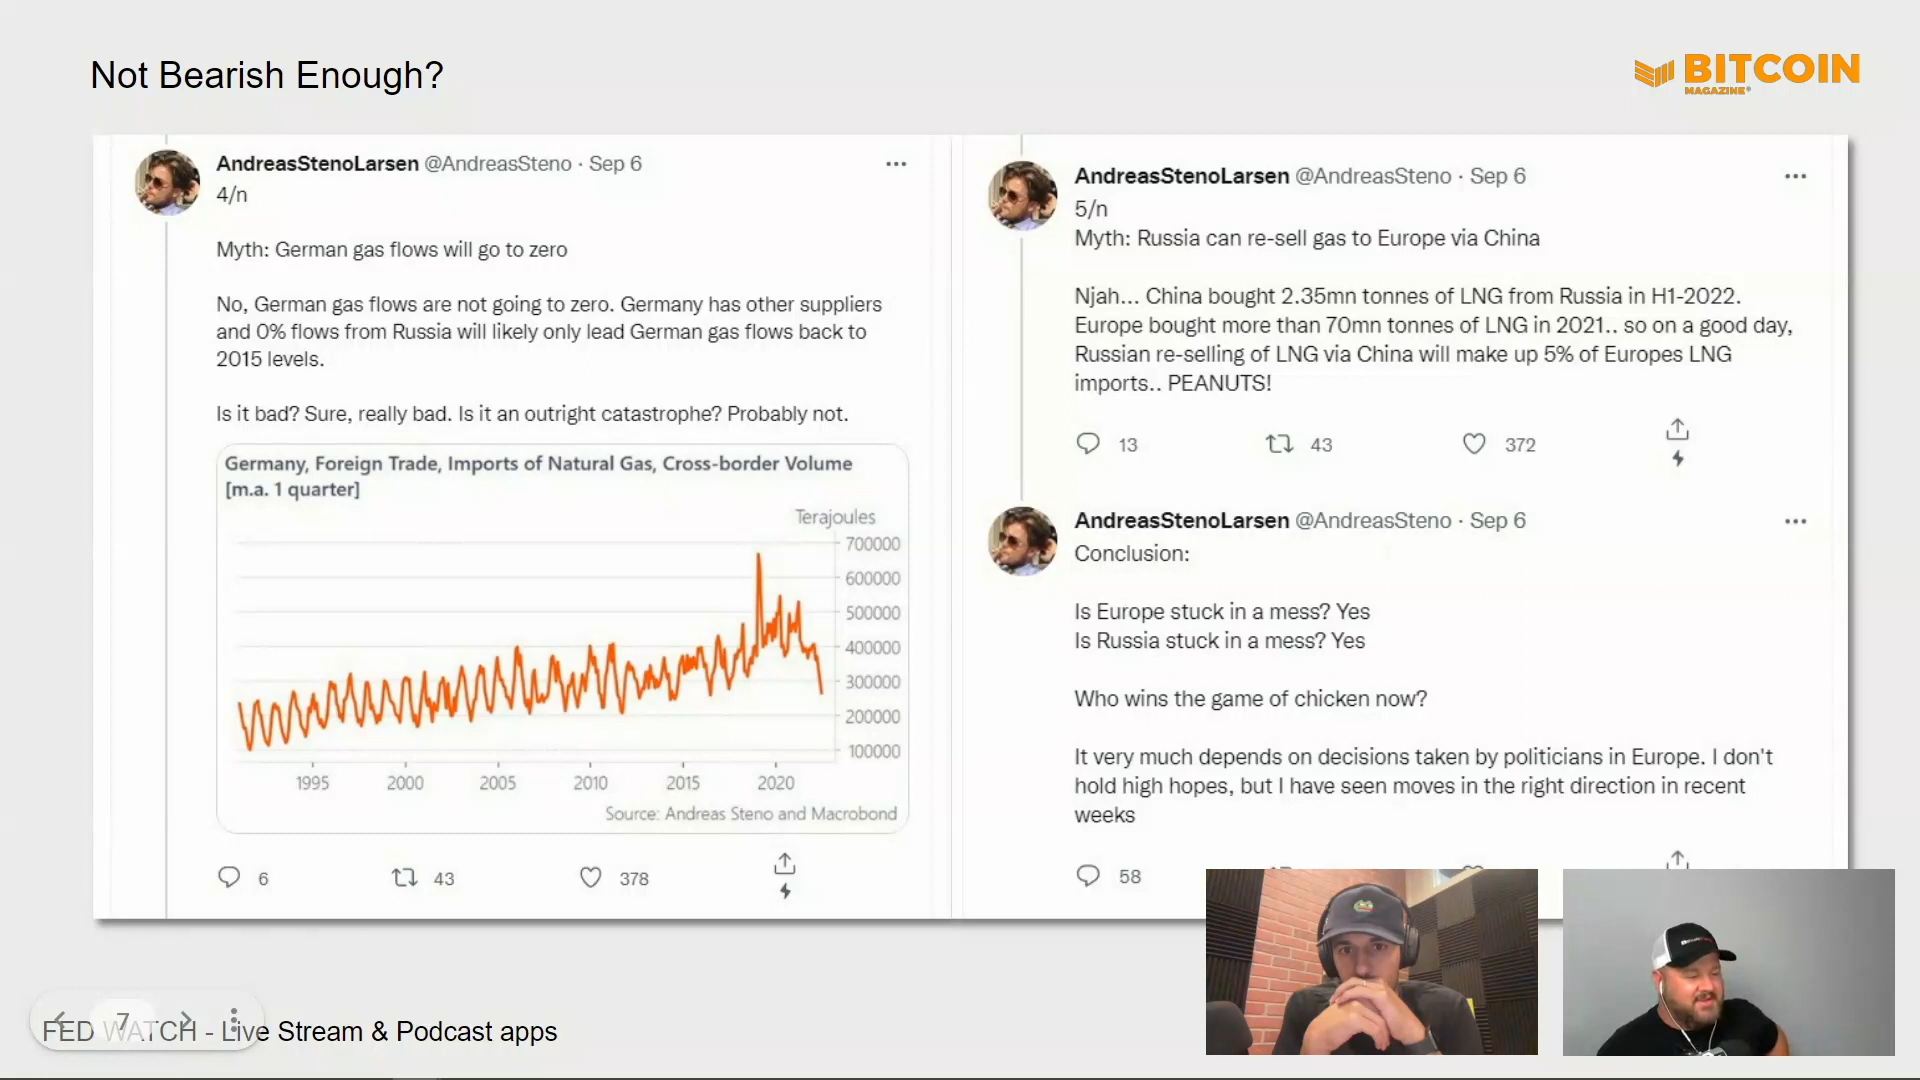 Not Bearish Enough?
BITCOIN
MAGAZINE®
AndreasStenoLarsen @AndreasSteno · Sep 6
4/n
Myth: German gas flows will go to zero
No, German gas flows are not going to zero. Germany has other suppliers
and 0% flows from Russia will likely only lead German gas flows back to
2015 levels.
Is it bad? Sure, really bad. Is it an outright catastrophe? Probably not.
Germany, Foreign Trade, Imports of Natural Gas, Cross-border Volume
[m.a. 1 quarter]
Terajoules
700000
600000
500000
400000
300000
200000
100000
1995 2000 2005 2010 2015 2020
Source: Andreas Steno and Macrobond
6 43 378
AndreasStenoLarsen @AndreasSteno · Sep 6
5/n
Myth: Russia can re-sell gas to Europe via China
Njah... China bought 2.35mn tonnes of LNG from Russia in H1-2022.
Europe bought more than 70mn tonnes of LNG in 2021.. so on a good day,
Russian re-selling of LNG via China will make up 5% of Europes LNG
imports.. PEANUTS!
13 43 372
AndreasStenoLarsen @AndreasSteno · Sep 6
Conclusion:
Is Europe stuck in a mess? Yes
Is Russia stuck in a mess? Yes
Who wins the game of chicken now?
It very much depends on decisions taken by politicians in Europe. I don't
hold high hopes, but I have seen moves in the right direction in recent
weeks
58
7
FED WATCH - Live Stream & Podcast apps